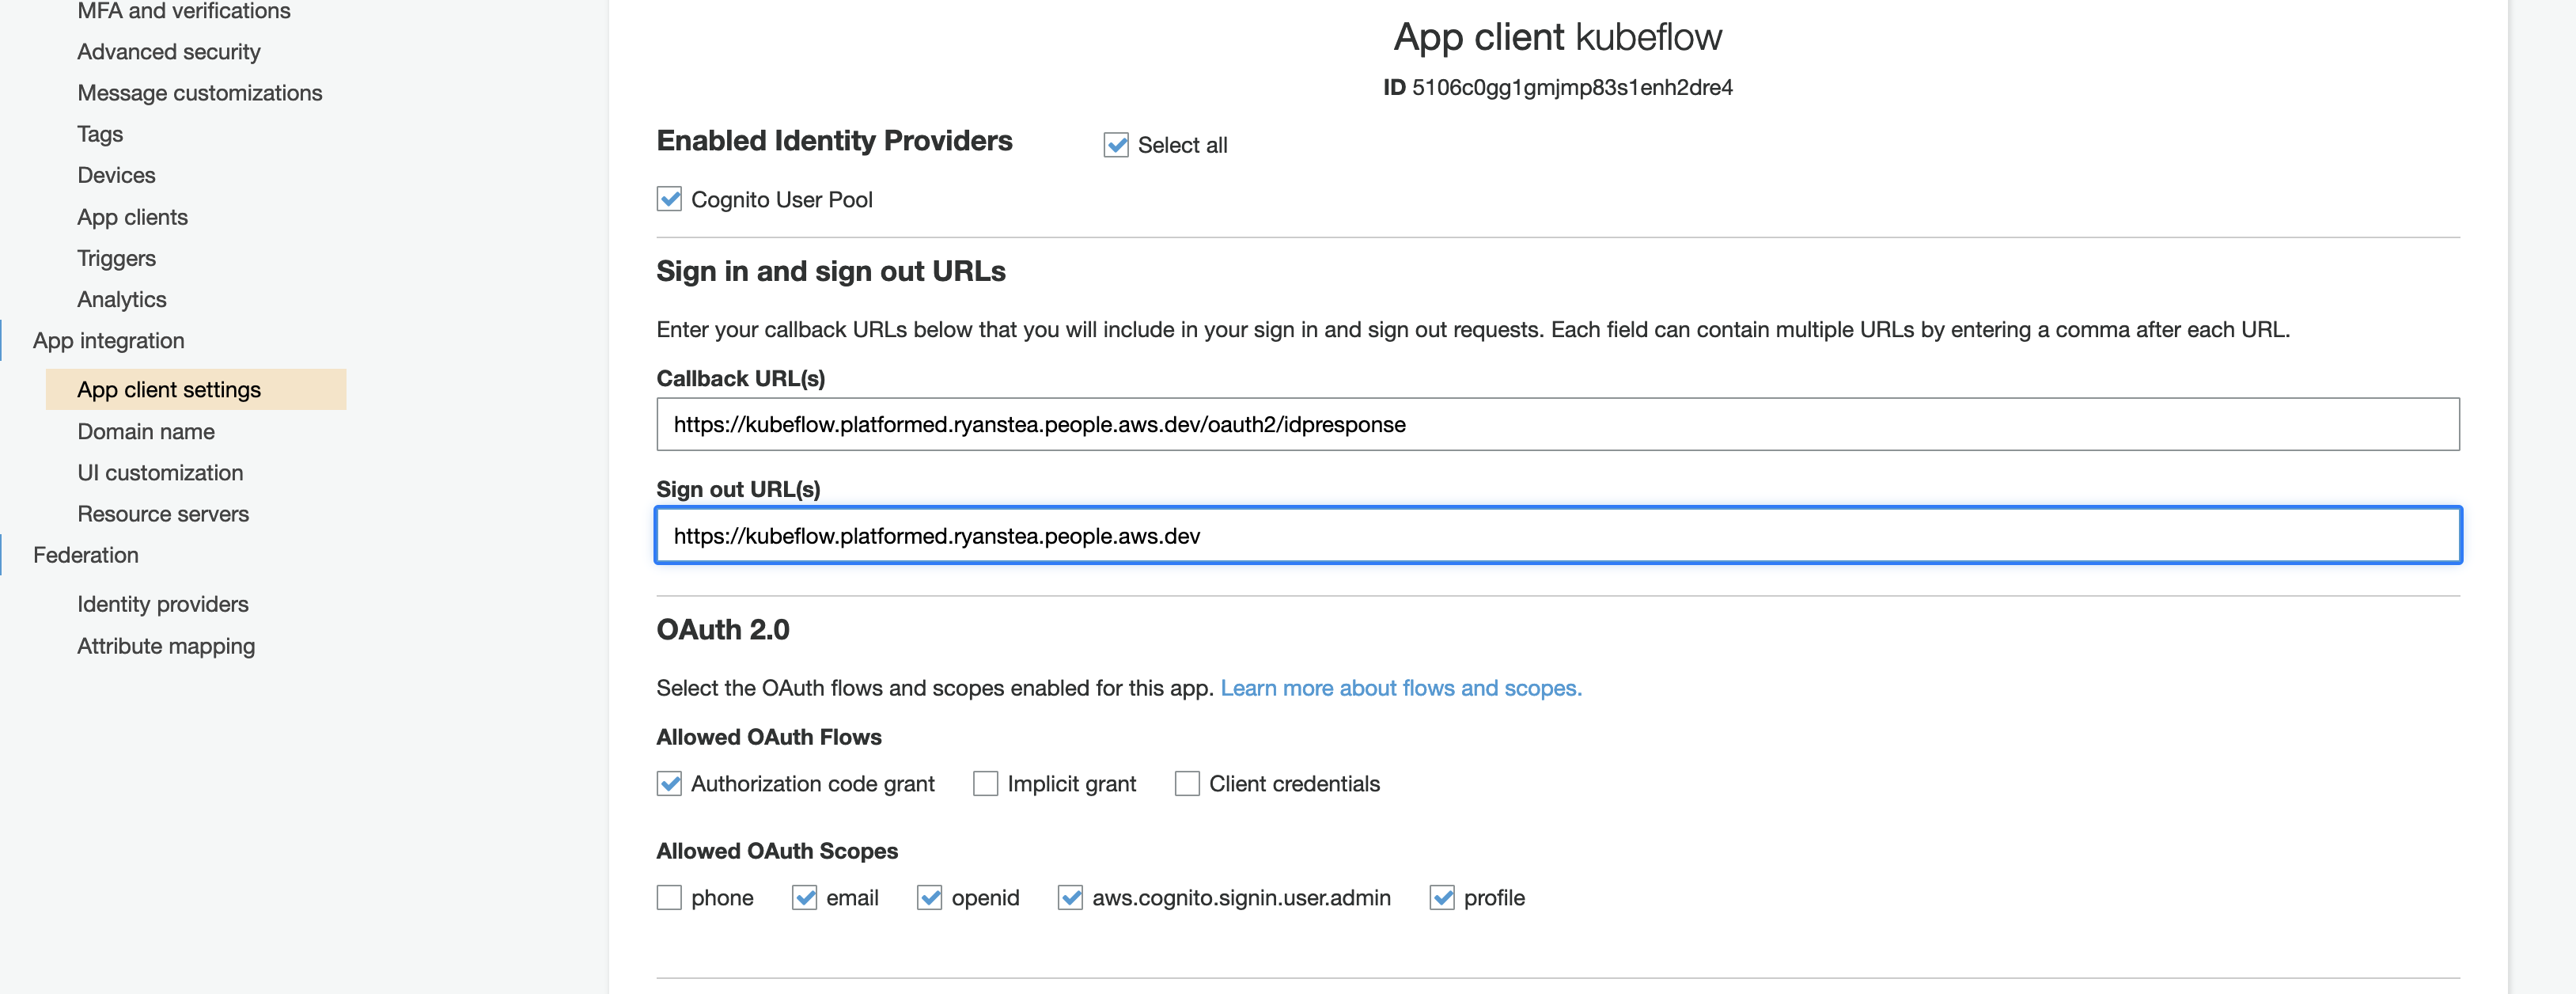 MFA and verifications
Advanced security
Message customizations
Tags
Devices
App clients
Triggers
Analytics
App integration
App client settings
Domain name
UI customization
Resource servers
Federation
Identity providers
Attribute mapping
App client kubeflow
ID 5106c0gg1gmjmp83s1enh2dre4
Enabled Identity Providers Select all
Cognito User Pool
Sign in and sign out URLs
Enter your callback URLs below that you will include in your sign in and sign out requests. Each field can contain multiple URLs by entering a comma after each URL.
Callback URL(s)
https://kubeflow.platformed.ryanstea.people.aws.dev/oauth2/idpresponse
Sign out URL(s)
https://kubeflow.platformed.ryanstea.people.aws.dev
OAuth 2.0
Select the OAuth flows and scopes enabled for this app. Learn more about flows and scopes.
Allowed OAuth Flows
Authorization code grant Implicit grant Client credentials
Allowed OAuth Scopes
phone email openid aws.cognito.signin.user.admin profile